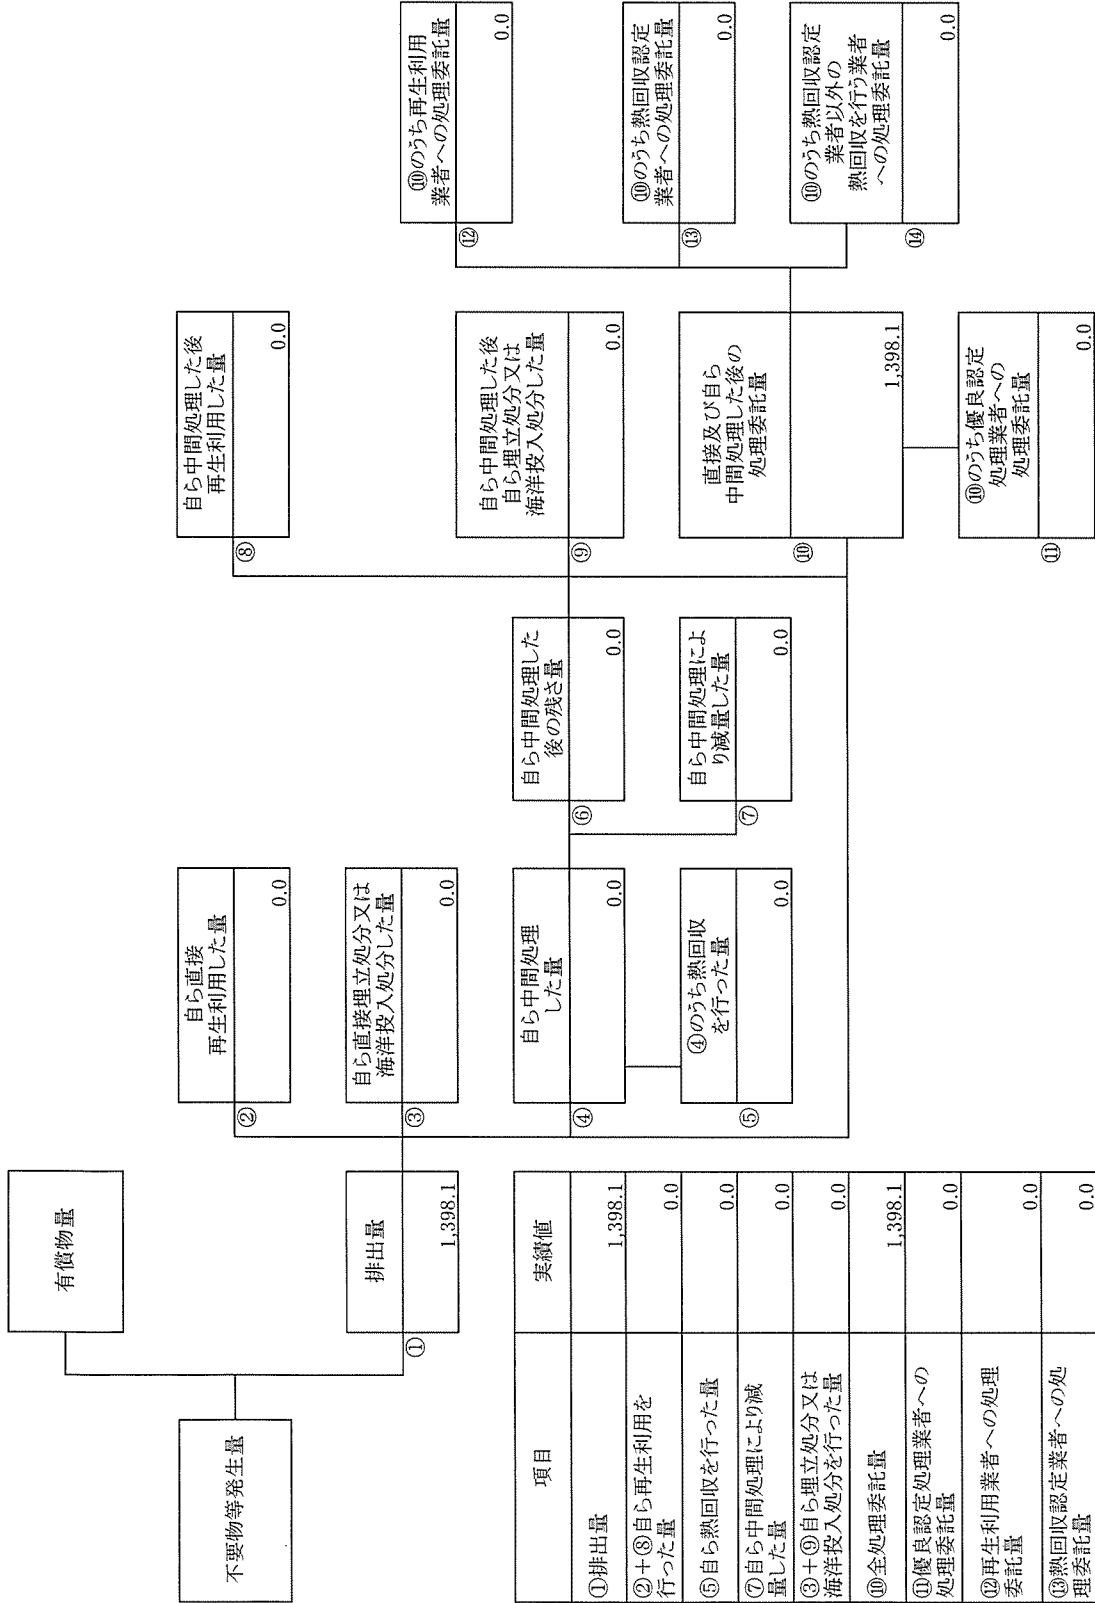 不要物等発生量
有償物量
排出量
①
1,398.1
自ら直接
再生利用した量
②
0.0
自ら直接埋立処分又は
海洋投入処分した量
③
0.0
自ら中間処理
した量
④
0.0
④のうち熱回収
を行った量
⑤
0.0
自ら中間処理した
後の残さ量
⑥
0.0
自ら中間処理によ
り減量した量
⑦
0.0
自ら中間処理した後
再生利用した量
⑧
0.0
自ら中間処理した後
自ら埋立処分又は
海洋投入処分した量
⑨
0.0
直接及び自ら
中間処理した後の
処理委託量
⑩
1,398.1
⑩のうち優良認定
処理業者への
処理委託量
⑪
0.0
⑩のうち再生利用
業者への処理委託量
⑫
0.0
⑩のうち熱回収認定
業者への処理委託量
⑬
0.0
⑩のうち熱回収認定
業者以外の
熱回収を行う業者
への処理委託量
⑭
0.0
項目 実績値
①排出量 1,398.1
②+⑧自ら再生利用を
行った量 0.0
⑤自ら熱回収を行った量 0.0
⑦自ら中間処理により減
量した量 0.0
③+⑨自ら埋立処分又は
海洋投入処分を行った量 0.0
⑩全処理委託量 1,398.1
⑪優良認定処理業者への
処理委託量 0.0
⑫再生利用業者への処理
委託量 0.0
⑬熱回収認定業者への処
理委託量 0.0